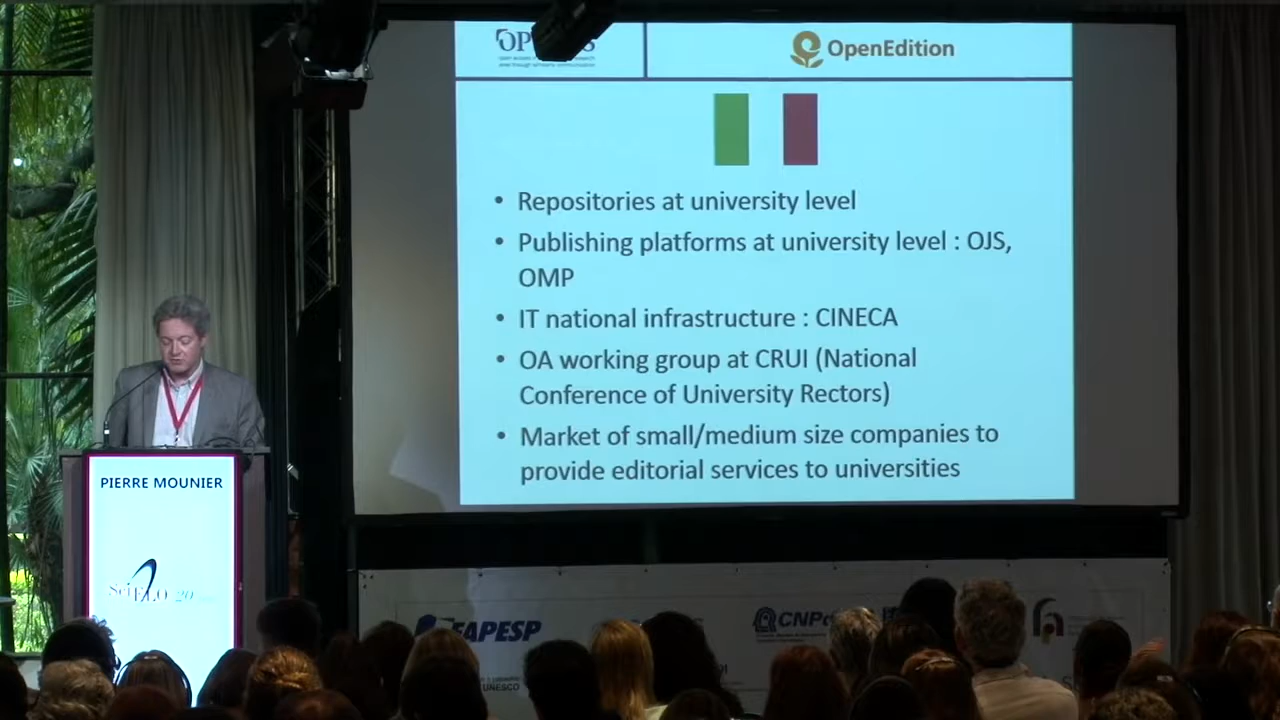 OpenEdition
• Repositories at university level
• Publishing platforms at university level : OJS,
OMP
• IT national infrastructure : CINECA
• OA working group at CRUI (National
Conference of University Rectors)
• Market of small/medium size companies to
provide editorial services to universities
PIERRE MOUNIER
SciELO 20
FAPESP
CNPq
UNESCO